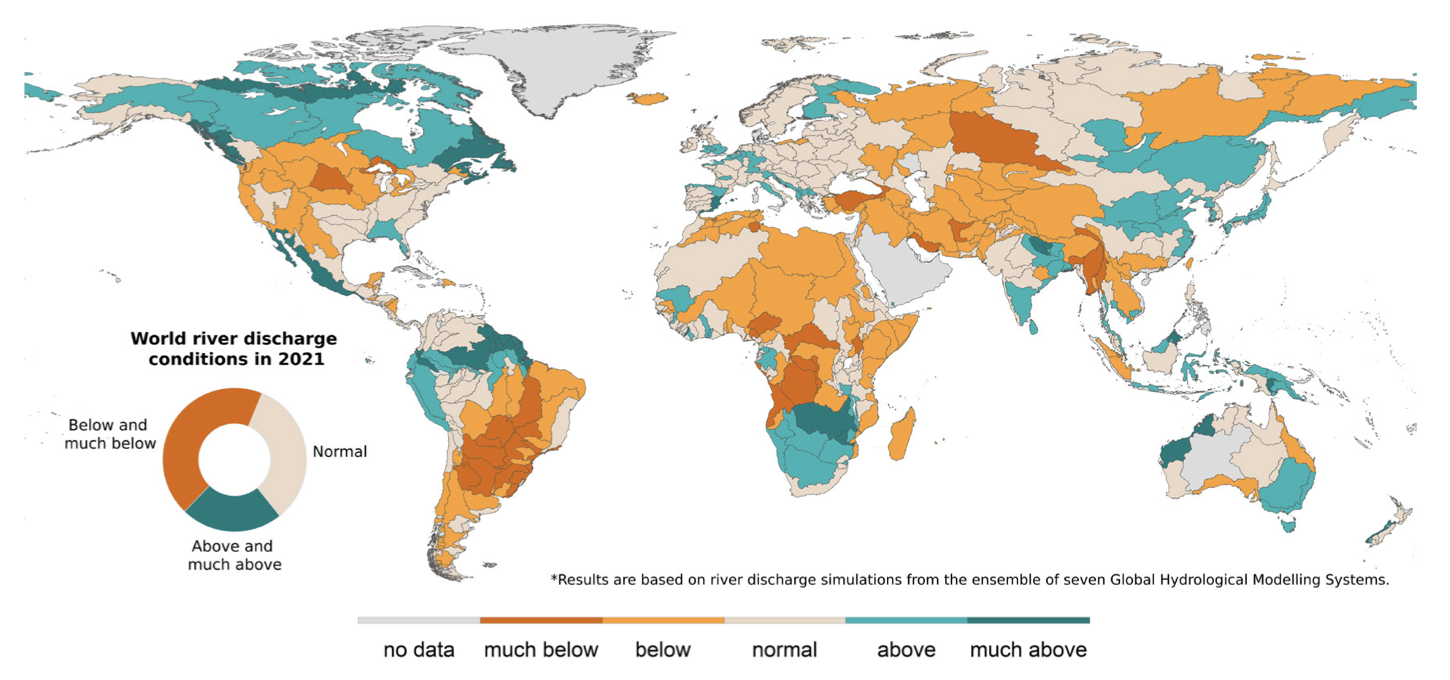 World river discharge
conditions in 2021
Below and
much below
Normal
Above and
much above
*Results are based on river discharge simulations from the ensemble of seven Global Hydrological Modelling Systems.
no data
much below
below
normal
above
much above